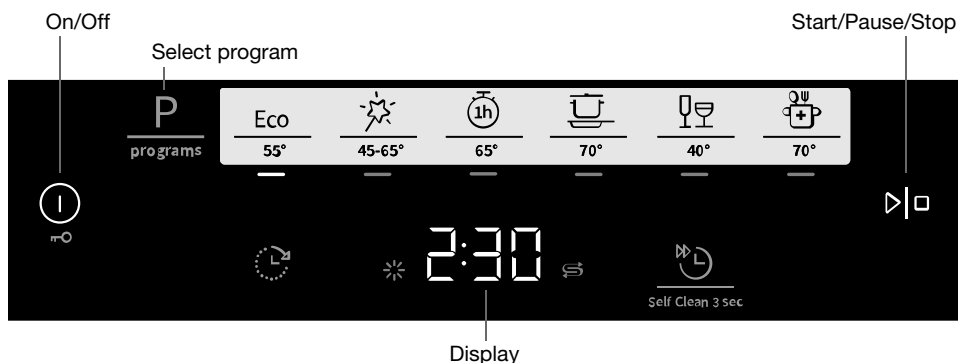 On/Off
Start/Pause/Stop
Select program
P
programs
Eco
1h
55°
45-65°
65°
70°
40°
70°
2:30
Self Clean 3 sec
Display